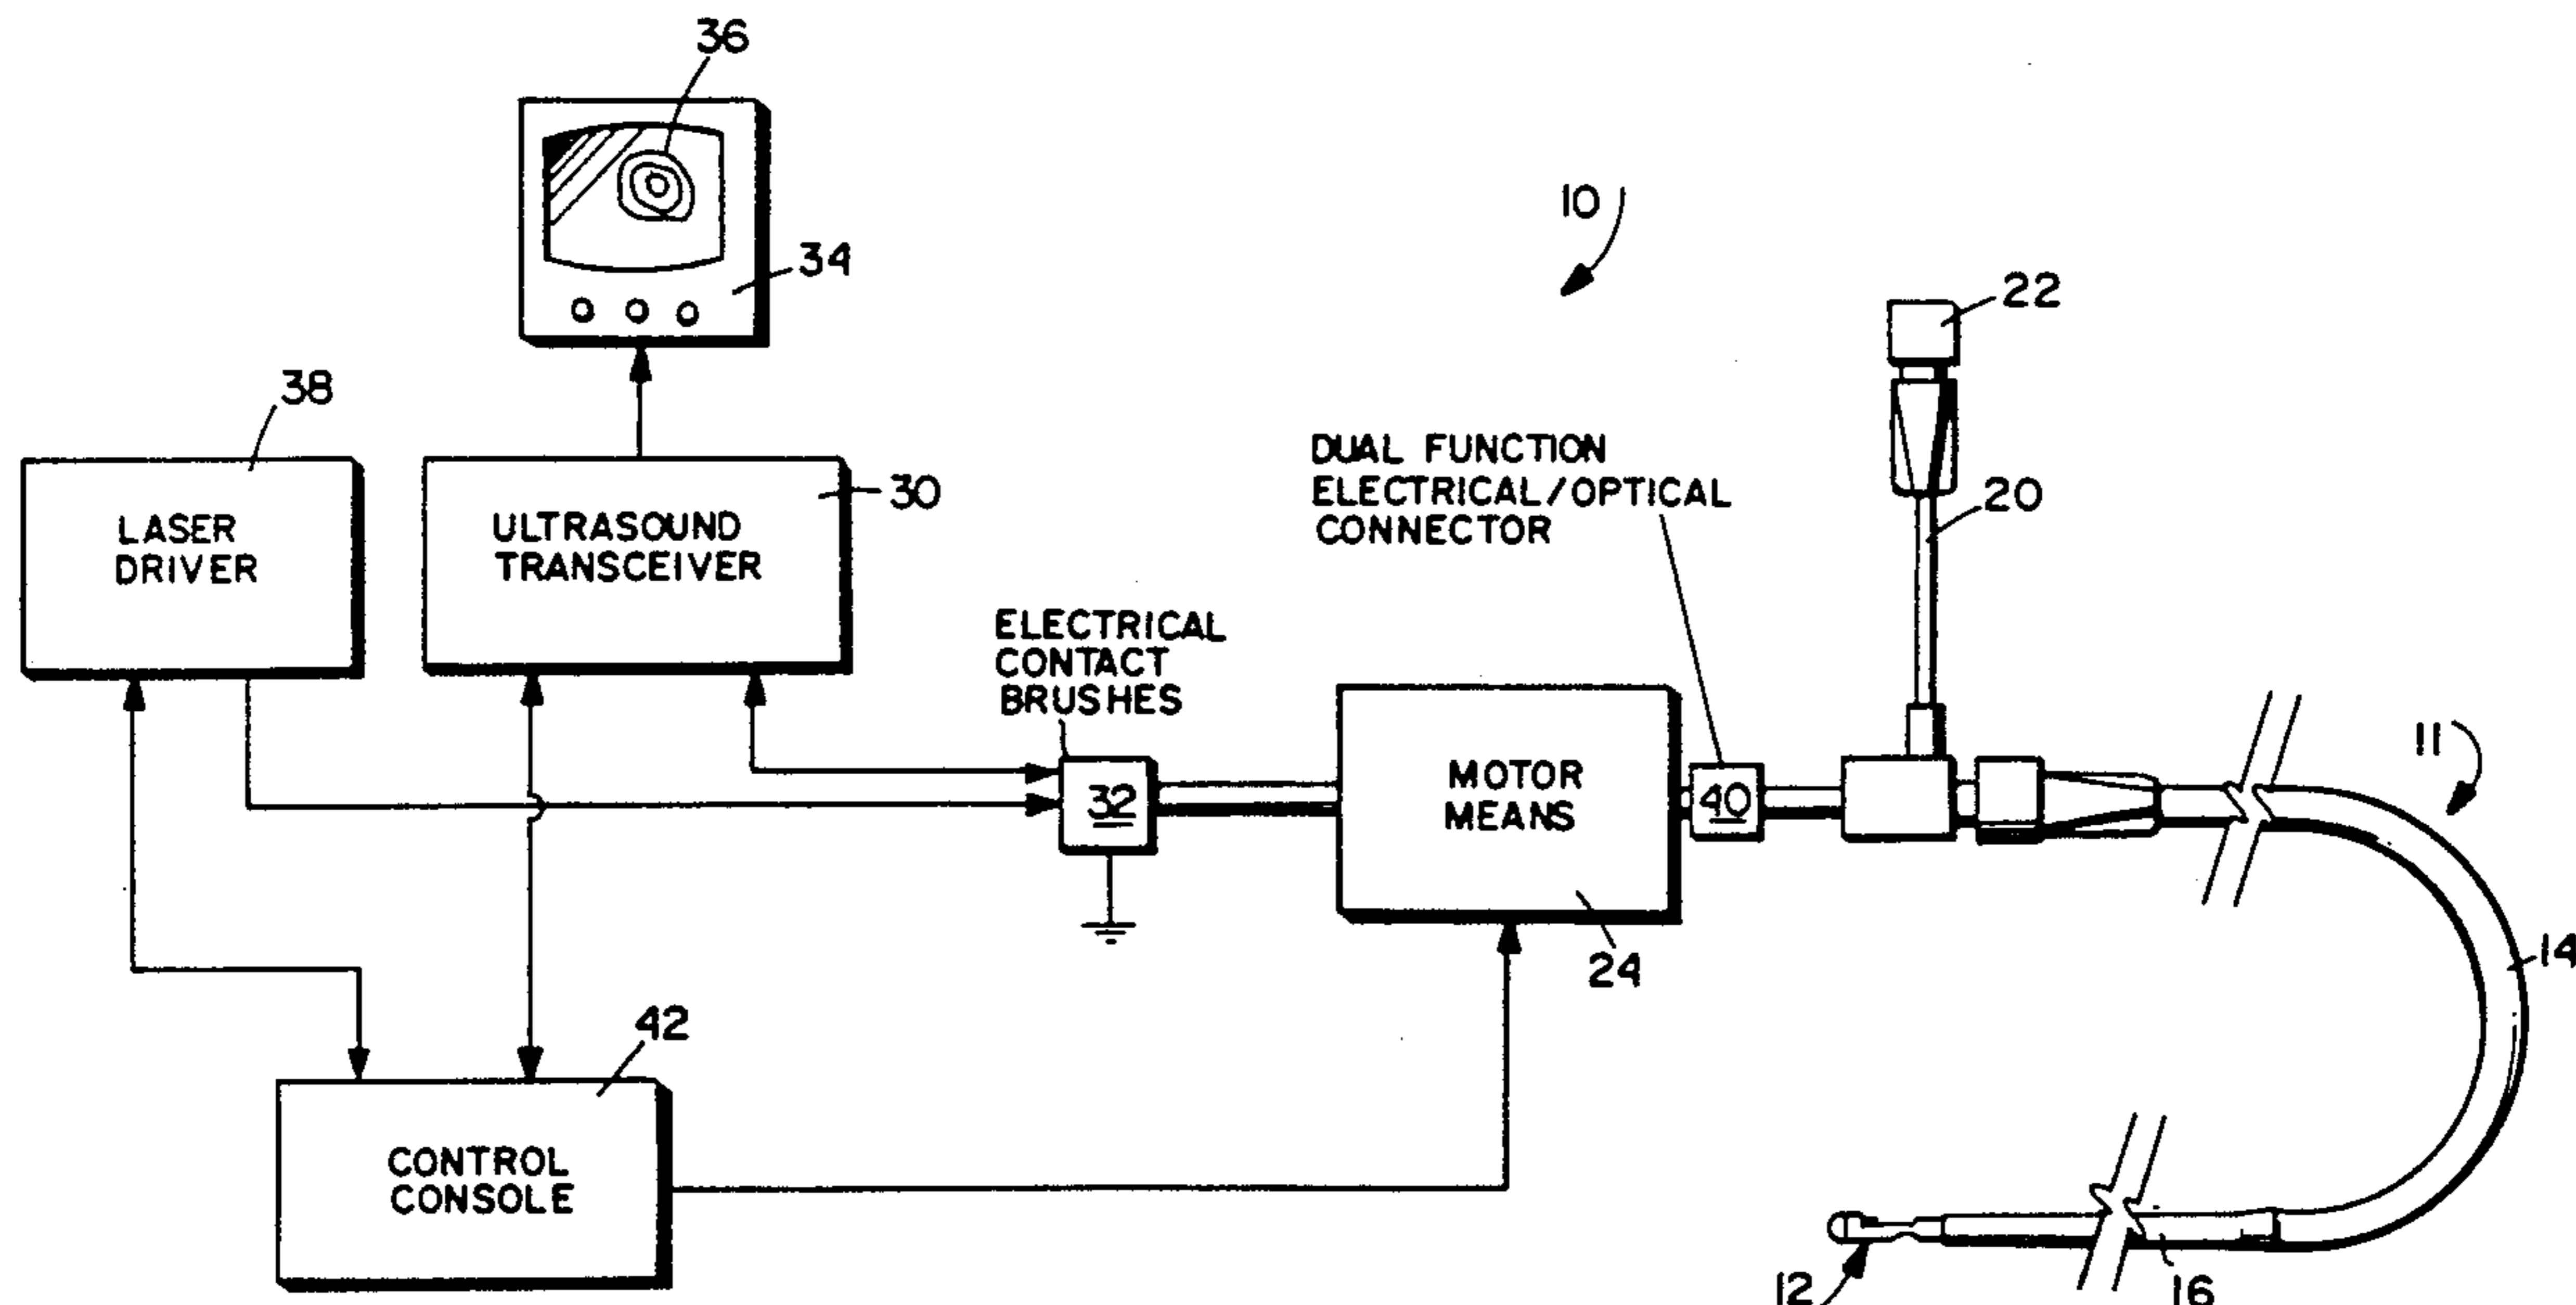 36
10
34
22
38
DUAL FUNCTION
ELECTRICAL/OPTICAL
CONNECTOR
30
20
LASER
DRIVER
ULTRASOUND
TRANSCEIVER
ELECTRICAL
CONTACT
BRUSHES
11
MOTOR
MEANS
32
40
24
14
42
CONTROL
CONSOLE
12
16